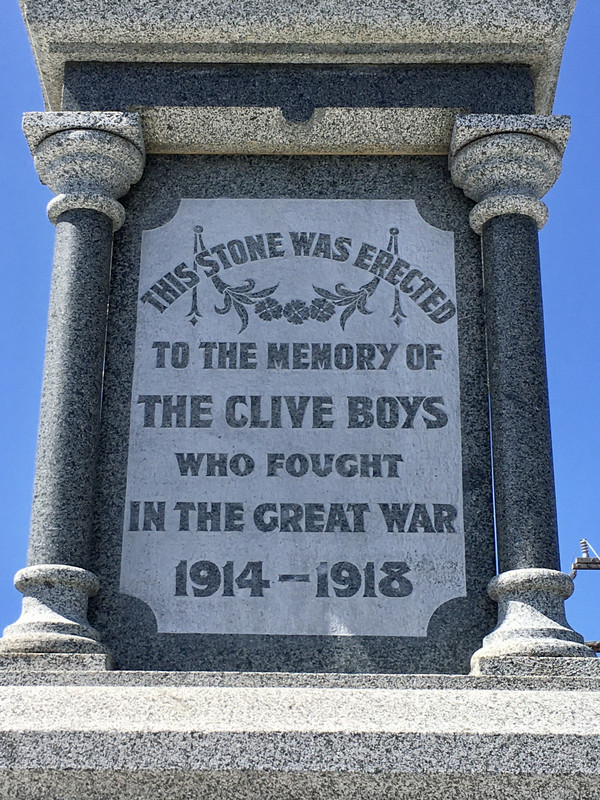 THIS STONE WAS ERECTED
TO THE MEMORY OF
THE CLIVE BOYS
WHO FOUGHT
IN THE GREAT WAR
1914 – 1918